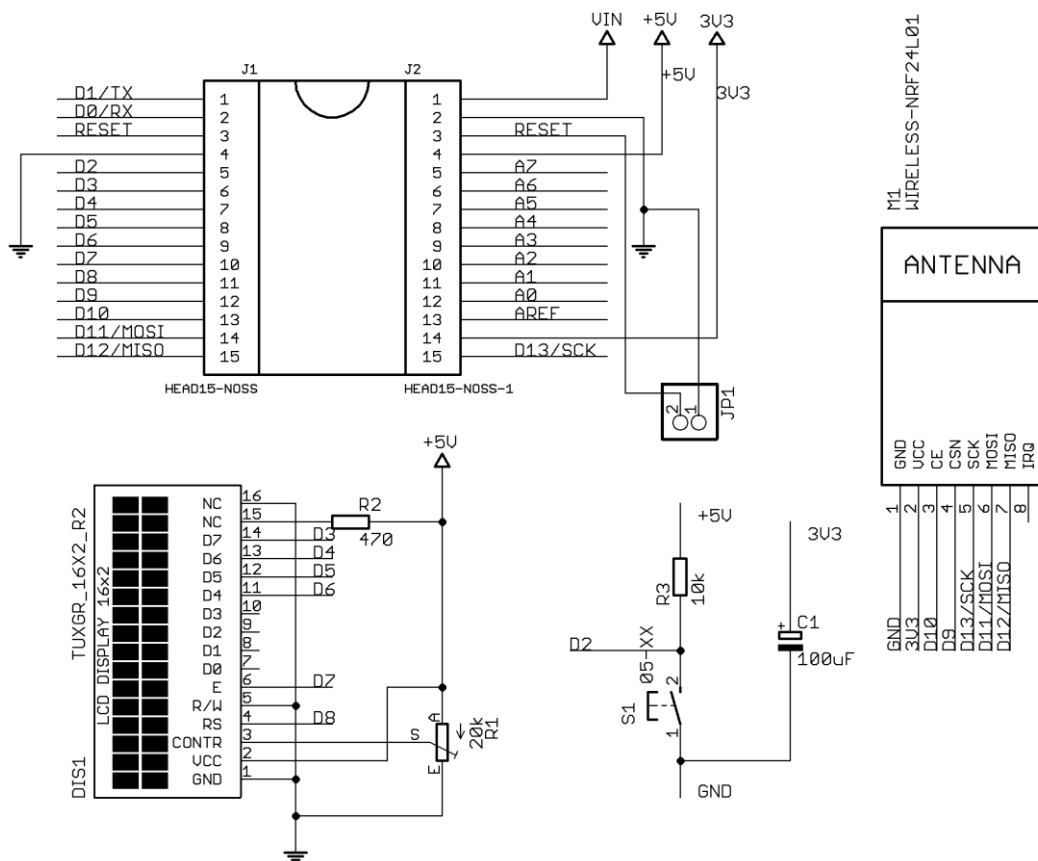 VIN +5V 3V3
+5V
3V3
J1 J2
D1/TX 1 1
D0/RX 2 2
RESET 3 3 RESET
4 4
D2 5 5 A7
D3 6 6 A6
D4 7 7 A5
D5 8 8 A4
D6 9 9 A3
D7 10 10 A2
D8 11 11 A1
D9 12 12 A0
D10 13 13 AREF
D11/MOSI 14 14
D12/MISO 15 15 D13/SCK
HEAD15-NOSS HEAD15-NOSS-1
2 1 JP1
M1
WIRELESS-NRF24L01
ANTENNA
GND
VCC
CE
CSN
SCK
MOSI
MISO
IRQ
1
2
3
4
5
6
7
8
GND
3V3
D10
D9
D13/SCK
D11/MOSI
D12/MISO
+5V
DIS1
TUXGR_16X2_R2
LCD DISPLAY 16x2
NC 16
NC 15 R2
470
D7 14 D3
D6 13 D4
D5 12 D5
D4 11 D6
D3 10
D2 9
D1 8
D0 7
E 6 D7
R/W 5
RS 4 D8
CONTR 3
VCC 2
GND 1
A
S
E
20k
R1
+5V
R3
10k
D2
05-XX
2
S1
1
GND
3V3
+
C1
100uF